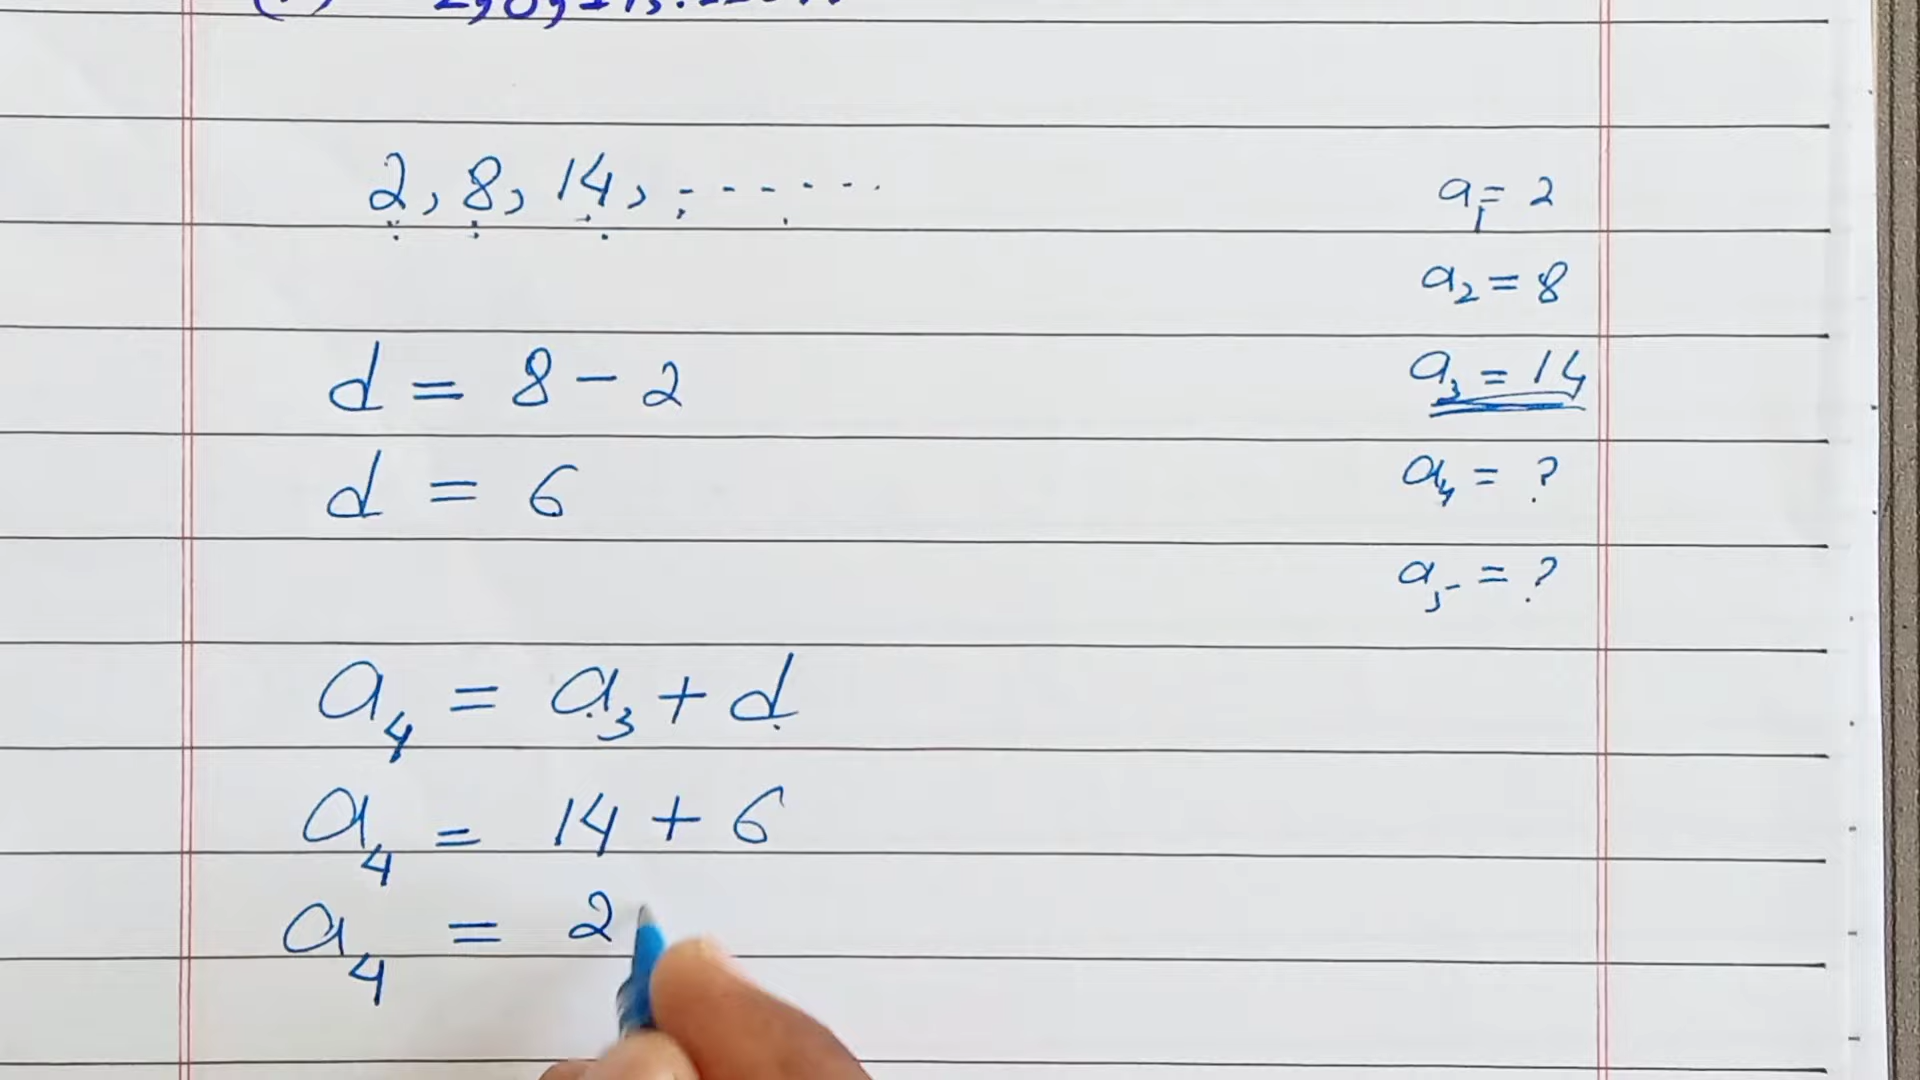 2, 8, 14, ; - - - - - -
a₁ = 2
a₂ = 8
d = 8 - 2
a₃ = 14
d = 6
a₄ = ?
a₅ = ?
a₄ = a₃ + d
a₄ = 14 + 6
a₄ = 2